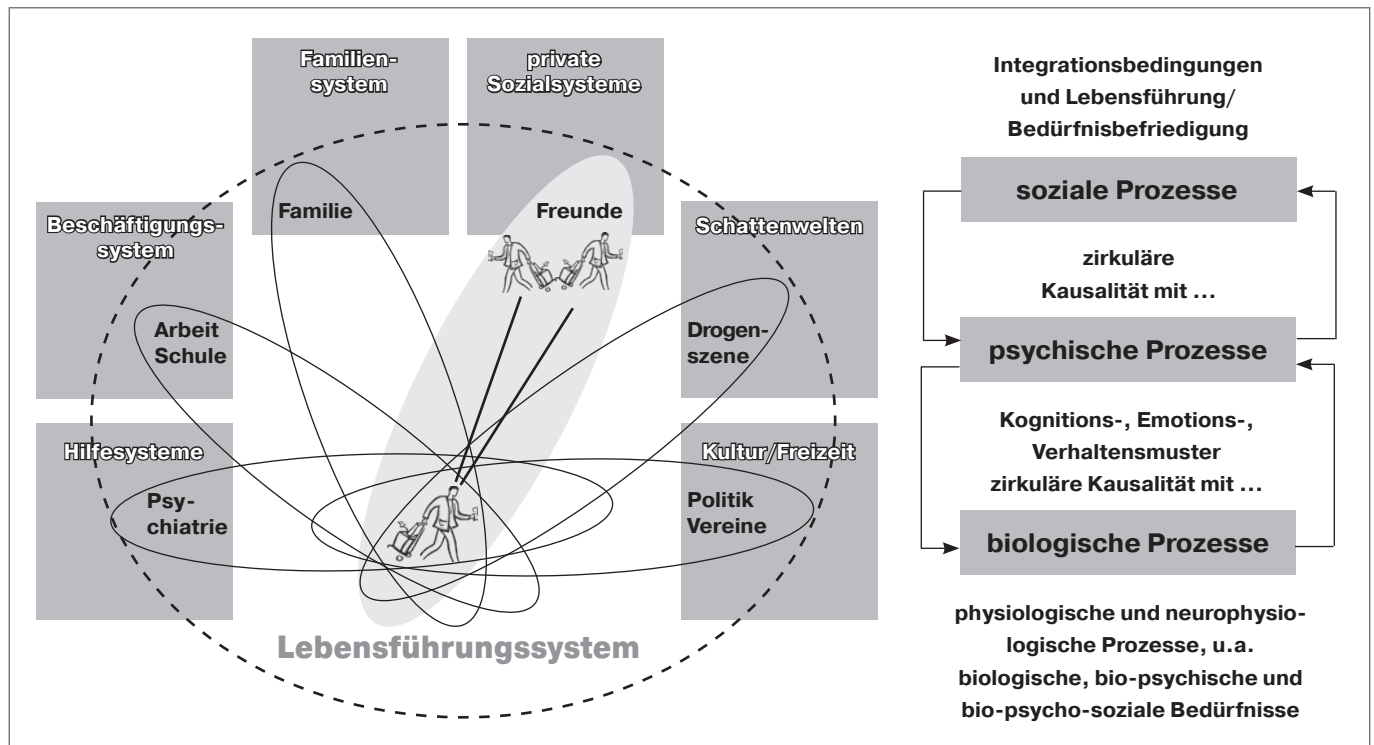 Familien-
system
private
Sozialsysteme
Familie
Freunde
Beschäftigungs-
system
Arbeit
Schule
Schattenwelten
Drogen-
szene
Hilfesysteme
Psy-
chiatrie
Kultur/Freizeit
Politik
Vereine
Lebensführungssystem
Integrationsbedingungen
und Lebensführung/
Bedürfnisbefriedigung
soziale Prozesse
zirkuläre
Kausalität mit ...
psychische Prozesse
Kognitions-, Emotions-,
Verhaltensmuster
zirkuläre Kausalität mit ...
biologische Prozesse
physiologische und neurophysio-
logische Prozesse, u.a.
biologische, bio-psychische und
bio-psycho-soziale Bedürfnisse